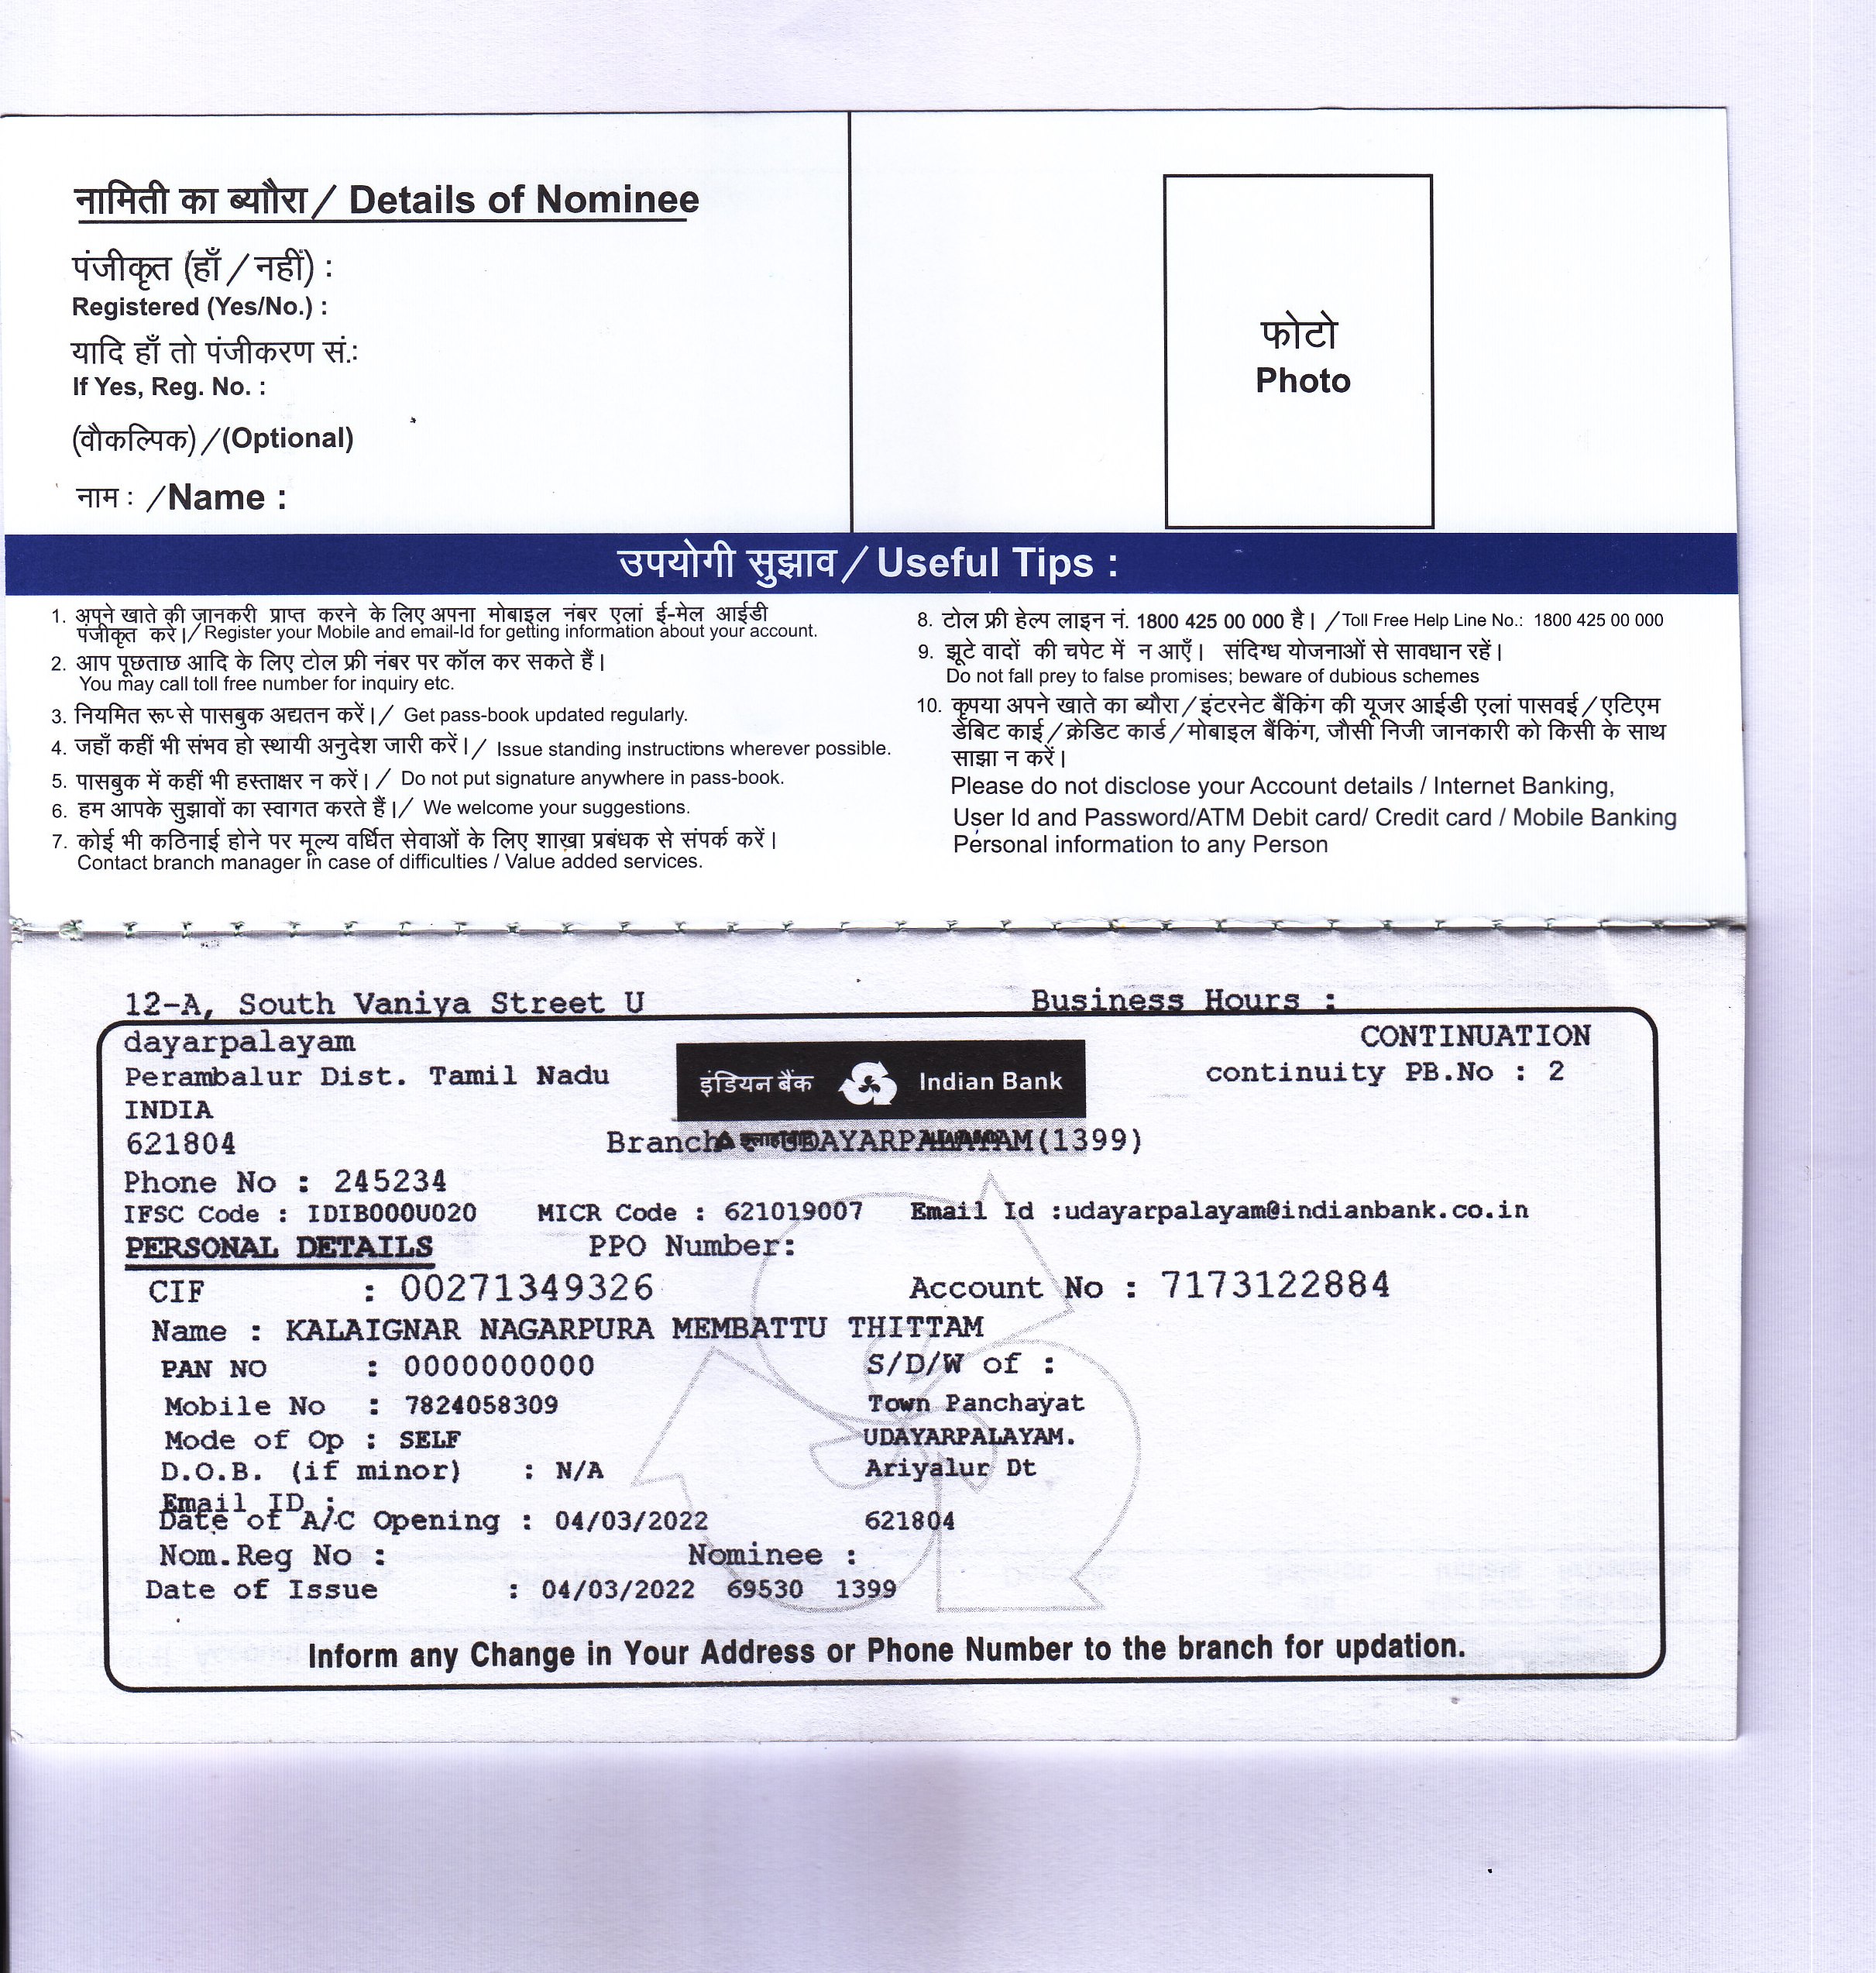 नामिती का ब्यौरा / Details of Nominee
पंजीकृत (हाँ / नहीं) :
Registered (Yes/No.) :
यादि हाँ तो पंजीकरण सं.:
If Yes, Reg. No. :
(वौकल्पिक) / (Optional)
नाम : / Name :
फोटो
Photo
उपयोगी सुझाव / Useful Tips :
1. अपने खाते की जानकरी प्राप्त करने के लिए अपना मोबाइल नंबर एलां ई-मेल आईडी
पंजीकृत करें। / Register your Mobile and email-Id for getting information about your account.
2. आप पूछताछ आदि के लिए टोल फ्री नंबर पर कॉल कर सकते हैं।
You may call toll free number for inquiry etc.
3. नियमित रूप से पासबुक अद्यतन करें। / Get pass-book updated regularly.
4. जहाँ कहीं भी संभव हो स्थायी अनुदेश जारी करें। / Issue standing instructions wherever possible.
5. पासबुक में कहीं भी हस्ताक्षर न करें। / Do not put signature anywhere in pass-book.
6. हम आपके सुझावों का स्वागत करते हैं। / We welcome your suggestions.
7. कोई भी कठिनाई होने पर मूल्य वर्धित सेवाओं के लिए शाखा प्रबंधक से संपर्क करें।
Contact branch manager in case of difficulties / Value added services.
8. टोल फ्री हेल्प लाइन नं. 1800 425 00 000 है। / Toll Free Help Line No.: 1800 425 00 000
9. झूटे वादों की चपेट में न आएँ। संदिग्ध योजनाओं से सावधान रहें।
Do not fall prey to false promises; beware of dubious schemes
10. कृपया अपने खाते का ब्यौरा / इंटरनेट बैंकिंग की यूजर आईडी एलां पासवई / एटिएम
डेबिट काई / क्रेडिट कार्ड / मोबाइल बैंकिंग, जौसी निजी जानकारी को किसी के साथ
साझा न करें।
Please do not disclose your Account details / Internet Banking,
User Id and Password/ATM Debit card/ Credit card / Mobile Banking
Personal information to any Person
12-A, South Vaniya Street U
Business Hours :
dayarpalayam
CONTINUATION
Perambalur Dist. Tamil Nadu
इंडियन बैंक Indian Bank
continuity PB.No : 2
INDIA
621804
Branch : UDAYARPALAYAM(1399)
Phone No : 245234
IFSC Code : IDIB000U020 MICR Code : 621019007 Email Id :udayarpalayam@indianbank.co.in
PERSONAL DETAILS PPO Number:
CIF : 00271349326 Account No : 7173122884
Name : KALAIGNAR NAGARPURA MEMBATTU THITTAM
PAN NO : 0000000000 S/D/W of :
Mobile No : 7824058309 Town Panchayat
Mode of Op : SELF UDAYARPALAYAM.
D.O.B. (if minor) : N/A Ariyalur Dt
Email ID :
Date of A/C Opening : 04/03/2022 621804
Nom.Reg No : Nominee :
Date of Issue : 04/03/2022 69530 1399
Inform any Change in Your Address or Phone Number to the branch for updation.